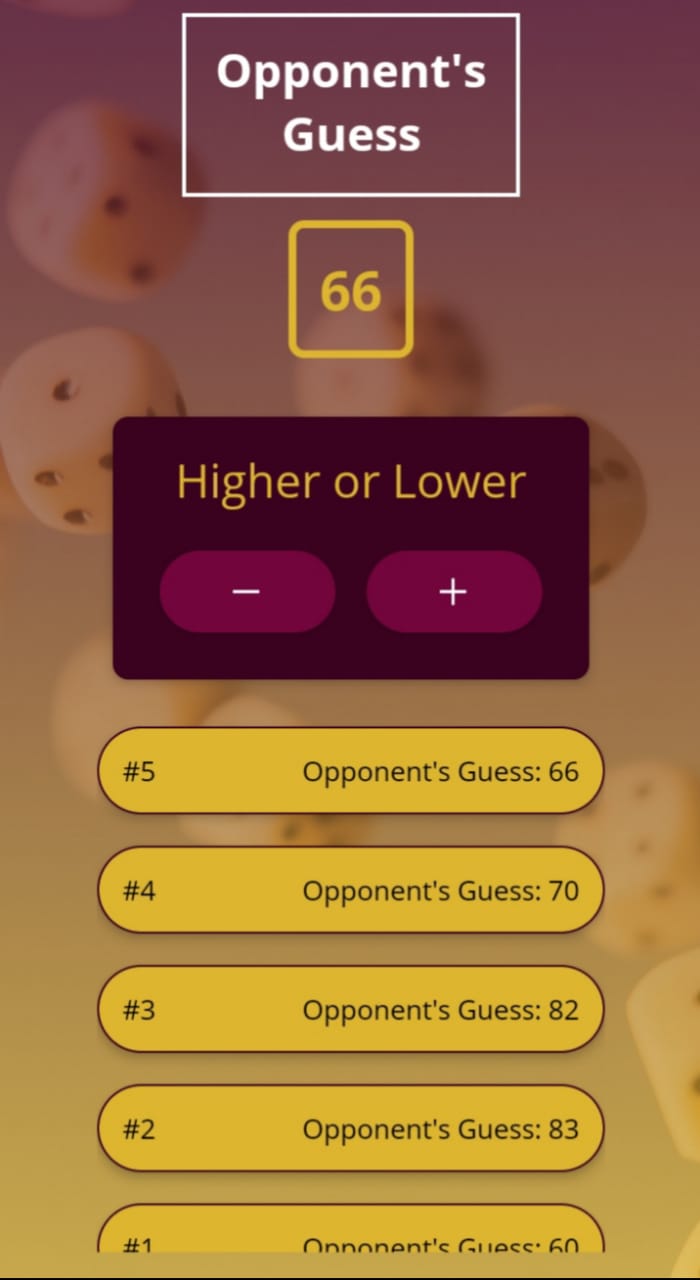 Opponent's
Guess
66
Higher or Lower
− +
#5 Opponent's Guess: 66
#4 Opponent's Guess: 70
#3 Opponent's Guess: 82
#2 Opponent's Guess: 83
#1 Opponent's Guess: 60